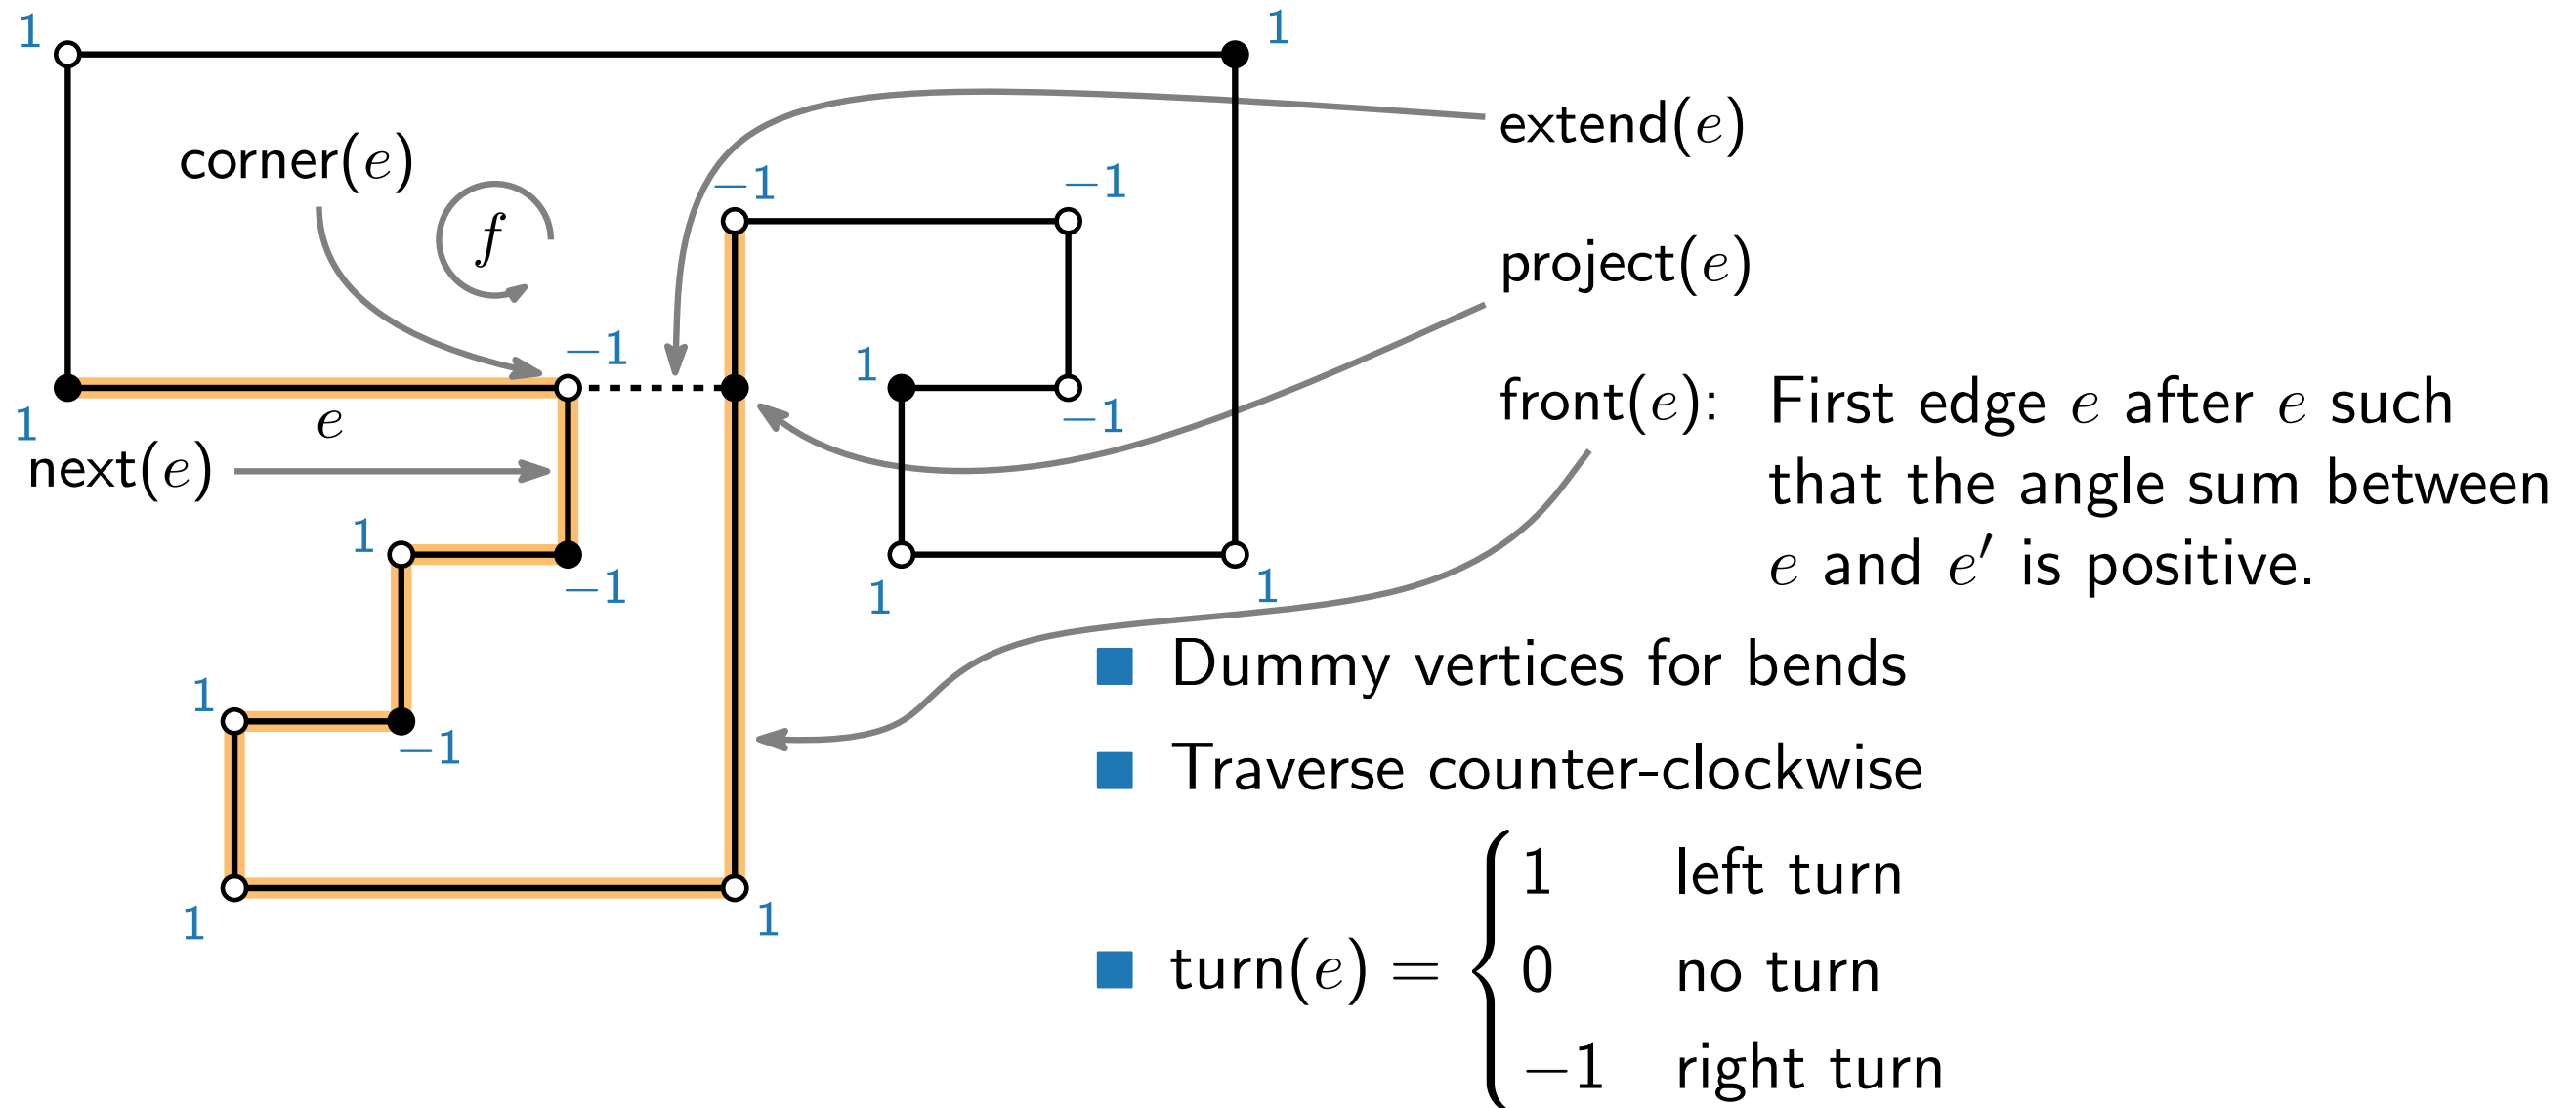 1
1
extend(e)
corner(e)
f
−1
−1
project(e)
−1
1
front(e): First edge e after e such
that the angle sum between
e and e′ is positive.
1
e
−1
next(e)
1
−1
1
1
Dummy vertices for bends
1
−1
Traverse counter-clockwise
1
1
turn(e) =
1 left turn
0 no turn
−1 right turn